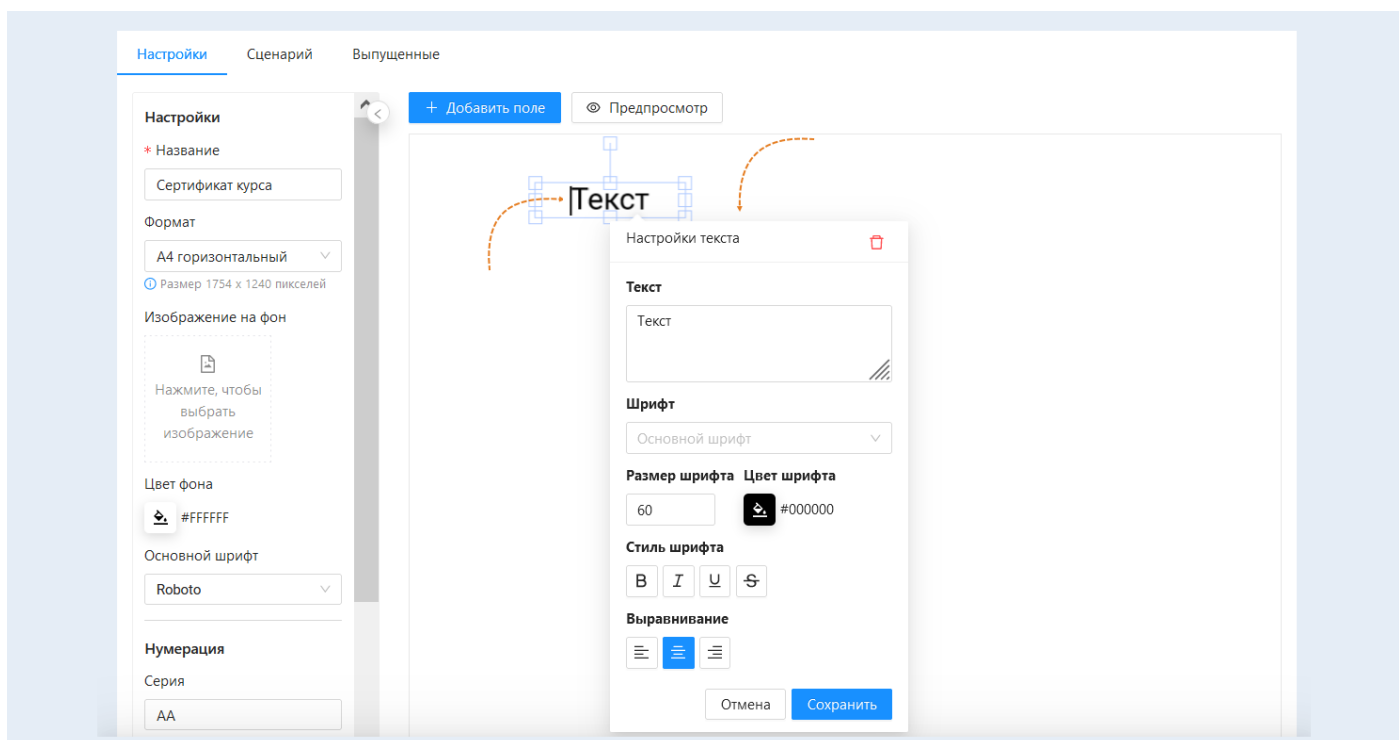 Настройки Сценарий Выпущенные
Настройки
* Название
Сертификат курса
Формат
А4 горизонтальный
Размер 1754 x 1240 пикселей
Изображение на фон
Нажмите, чтобы
выбрать
изображение
Цвет фона
#FFFFFF
Основной шрифт
Roboto
Нумерация
Серия
АА
+ Добавить поле Предпросмотр
Текст
Настройки текста
Текст
Текст
Шрифт
Основной шрифт
Размер шрифта Цвет шрифта
60 #000000
Стиль шрифта
B I U S
Выравнивание
Отмена Сохранить